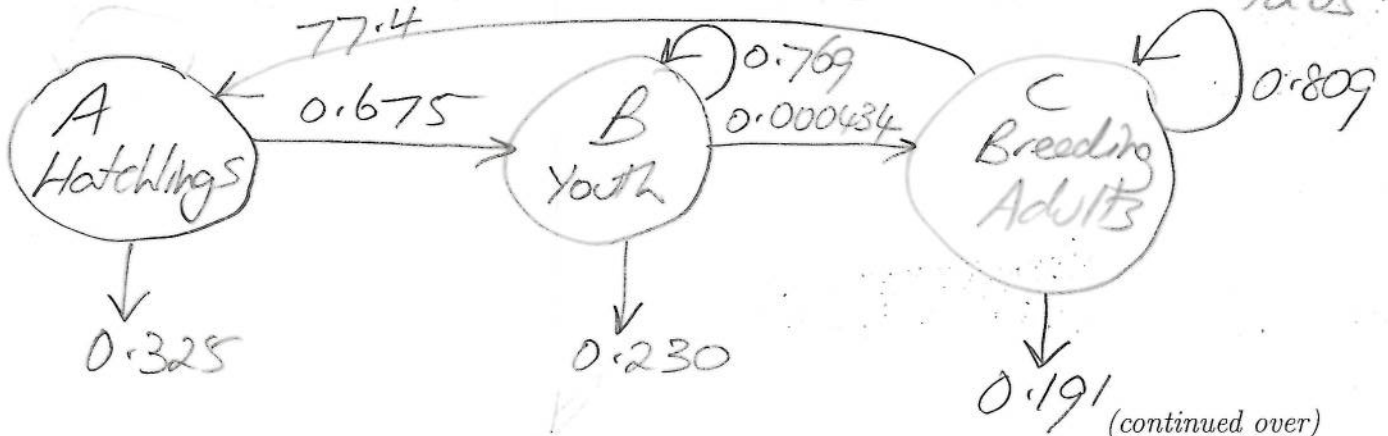 77.4
0.769
0.809
0.675
0.000434
A
Hatchlings
B
Youth
C
Breeding
Adults
0.325
0.230
0.191
(continued over)